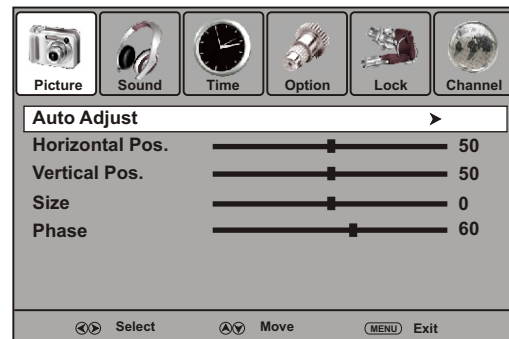 Picture Sound Time Option Lock Channel
Auto Adjust
Horizontal Pos. 50
Vertical Pos. 50
Size 0
Phase 60
Select Move MENU Exit